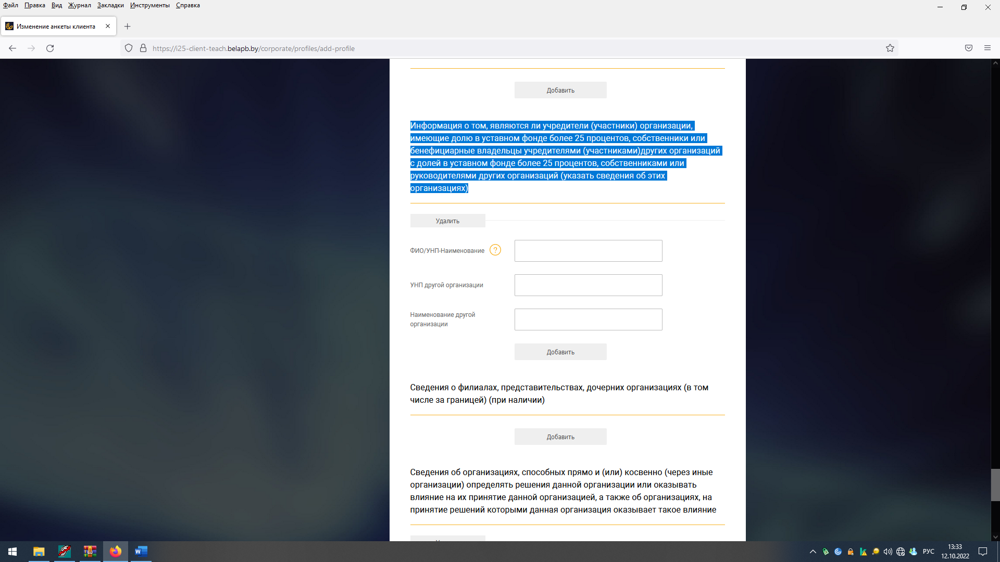 Файл Правка Вид Журнал Закладки Инструменты Справка
Изменение анкеты клиента
https://i25-client-teach.belapb.by/corporate/profiles/add-profile
Добавить
Информация о том, являются ли учредители (участники) организации,
имеющие долю в уставном фонде более 25 процентов, собственники или
бенефициарные владельцы учредителями (участниками)других организаций
с долей в уставном фонде более 25 процентов, собственниками или
руководителями других организаций (указать сведения об этих
организациях)
Удалить
ФИО/УНП-Наименование ?
УНП другой организации
Наименование другой
организации
Добавить
Сведения о филиалах, представительствах, дочерних организациях (в том
числе за границей) (при наличии)
Добавить
Сведения об организациях, способных прямо и (или) косвенно (через иные
организации) определять решения данной организации или оказывать
влияние на их принятие данной организацией, а также об организациях, на
принятие решений которыми данная организация оказывает такое влияние
РУС
13:33
12.10.2022